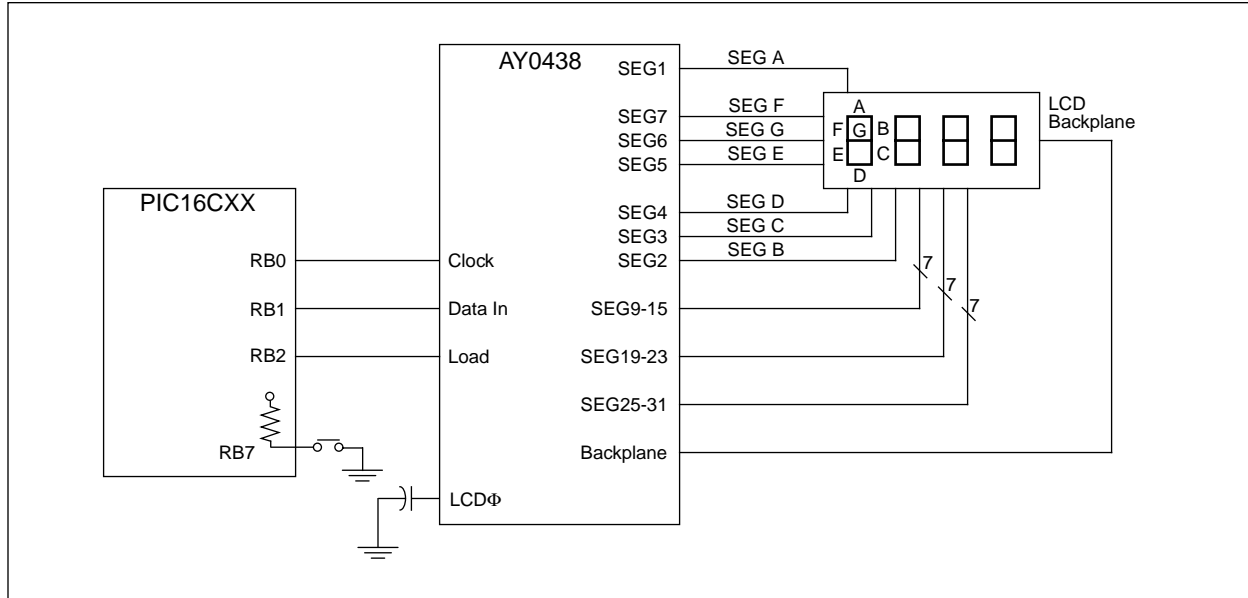 AY0438
SEG1
SEG A
SEG7
SEG F
SEG6
SEG G
SEG5
SEG E
SEG4
SEG D
SEG3
SEG C
SEG2
SEG B
SEG9-15
SEG19-23
SEG25-31
Backplane
Clock
Data In
Load
LCDΦ
PIC16CXX
RB0
RB1
RB2
RB7
A
F G B
E C
D
LCD
Backplane
7
7
7